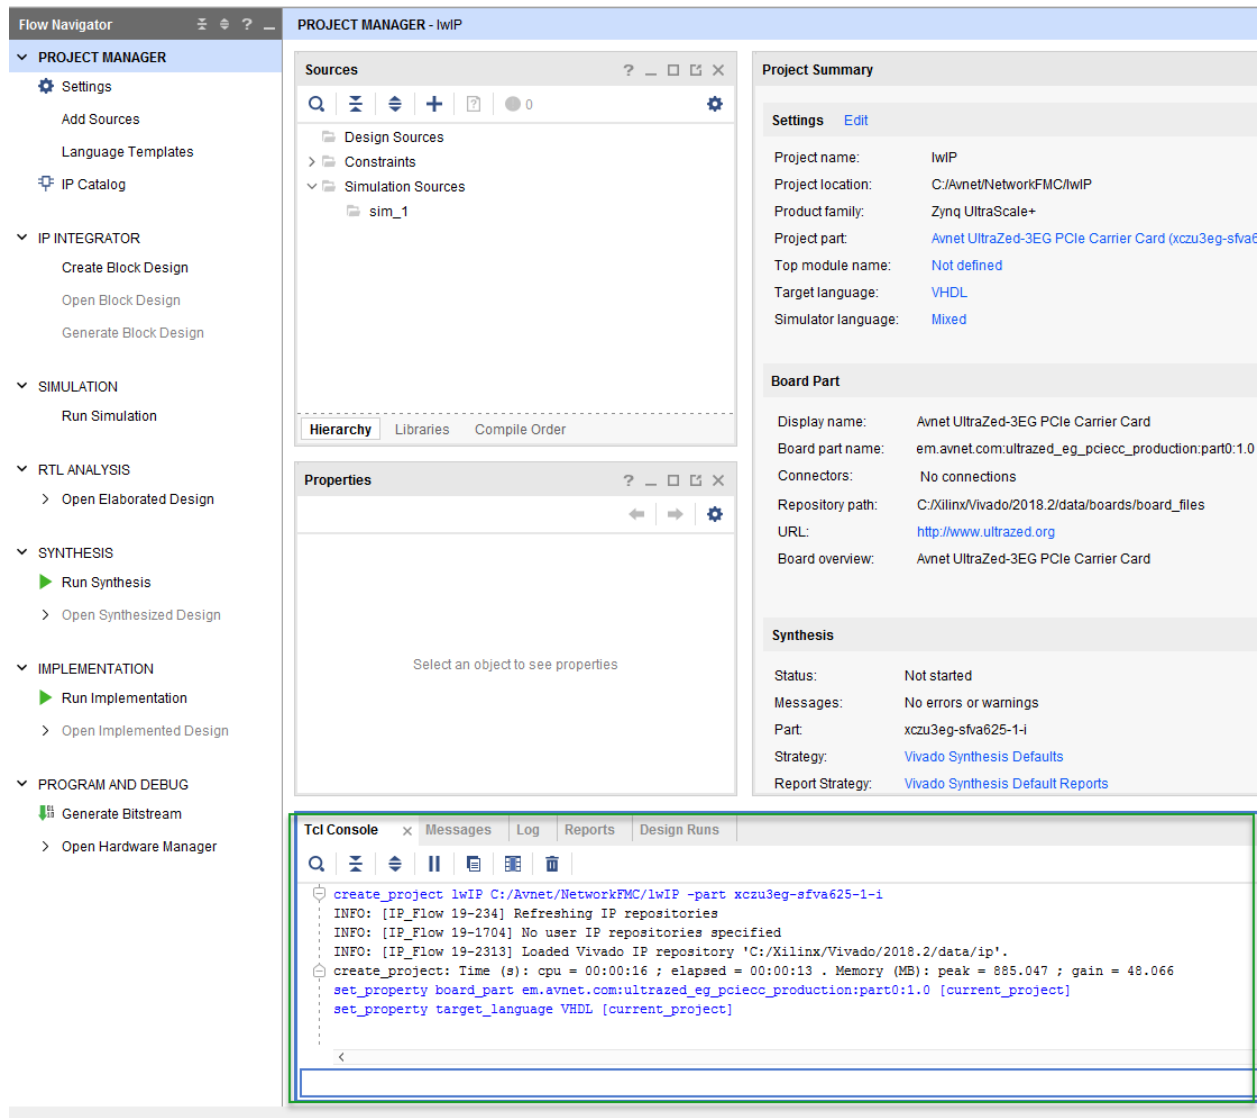 Flow Navigator
PROJECT MANAGER
Settings
Add Sources
Language Templates
IP Catalog
IP INTEGRATOR
Create Block Design
Open Block Design
Generate Block Design
SIMULATION
Run Simulation
RTL ANALYSIS
Open Elaborated Design
SYNTHESIS
Run Synthesis
Open Synthesized Design
IMPLEMENTATION
Run Implementation
Open Implemented Design
PROGRAM AND DEBUG
Generate Bitstream
Open Hardware Manager
PROJECT MANAGER - lwIP
Sources
0
Design Sources
Constraints
Simulation Sources
sim_1
Hierarchy Libraries Compile Order
Properties
Select an object to see properties
Project Summary
Settings Edit
Project name: lwIP
Project location: C:/Avnet/NetworkFMC/lwIP
Product family: Zynq UltraScale+
Project part: Avnet UltraZed-3EG PCIe Carrier Card (xczu3eg-sfva6
Top module name: Not defined
Target language: VHDL
Simulator language: Mixed
Board Part
Display name: Avnet UltraZed-3EG PCIe Carrier Card
Board part name: em.avnet.com:ultrazed_eg_pciecc_production:part0:1.0
Connectors: No connections
Repository path: C:/Xilinx/Vivado/2018.2/data/boards/board_files
URL: http://www.ultrazed.org
Board overview: Avnet UltraZed-3EG PCIe Carrier Card
Synthesis
Status: Not started
Messages: No errors or warnings
Part: xczu3eg-sfva625-1-i
Strategy: Vivado Synthesis Defaults
Report Strategy: Vivado Synthesis Default Reports
Tcl Console Messages Log Reports Design Runs
create_project lwIP C:/Avnet/NetworkFMC/lwIP -part xczu3eg-sfva625-1-i
INFO: [IP_Flow 19-234] Refreshing IP repositories
INFO: [IP_Flow 19-1704] No user IP repositories specified
INFO: [IP_Flow 19-2313] Loaded Vivado IP repository 'C:/Xilinx/Vivado/2018.2/data/ip'.
create_project: Time (s): cpu = 00:00:16 ; elapsed = 00:00:13 . Memory (MB): peak = 885.047 ; gain = 48.066
set_property board_part em.avnet.com:ultrazed_eg_pciecc_production:part0:1.0 [current_project]
set_property target_language VHDL [current_project]